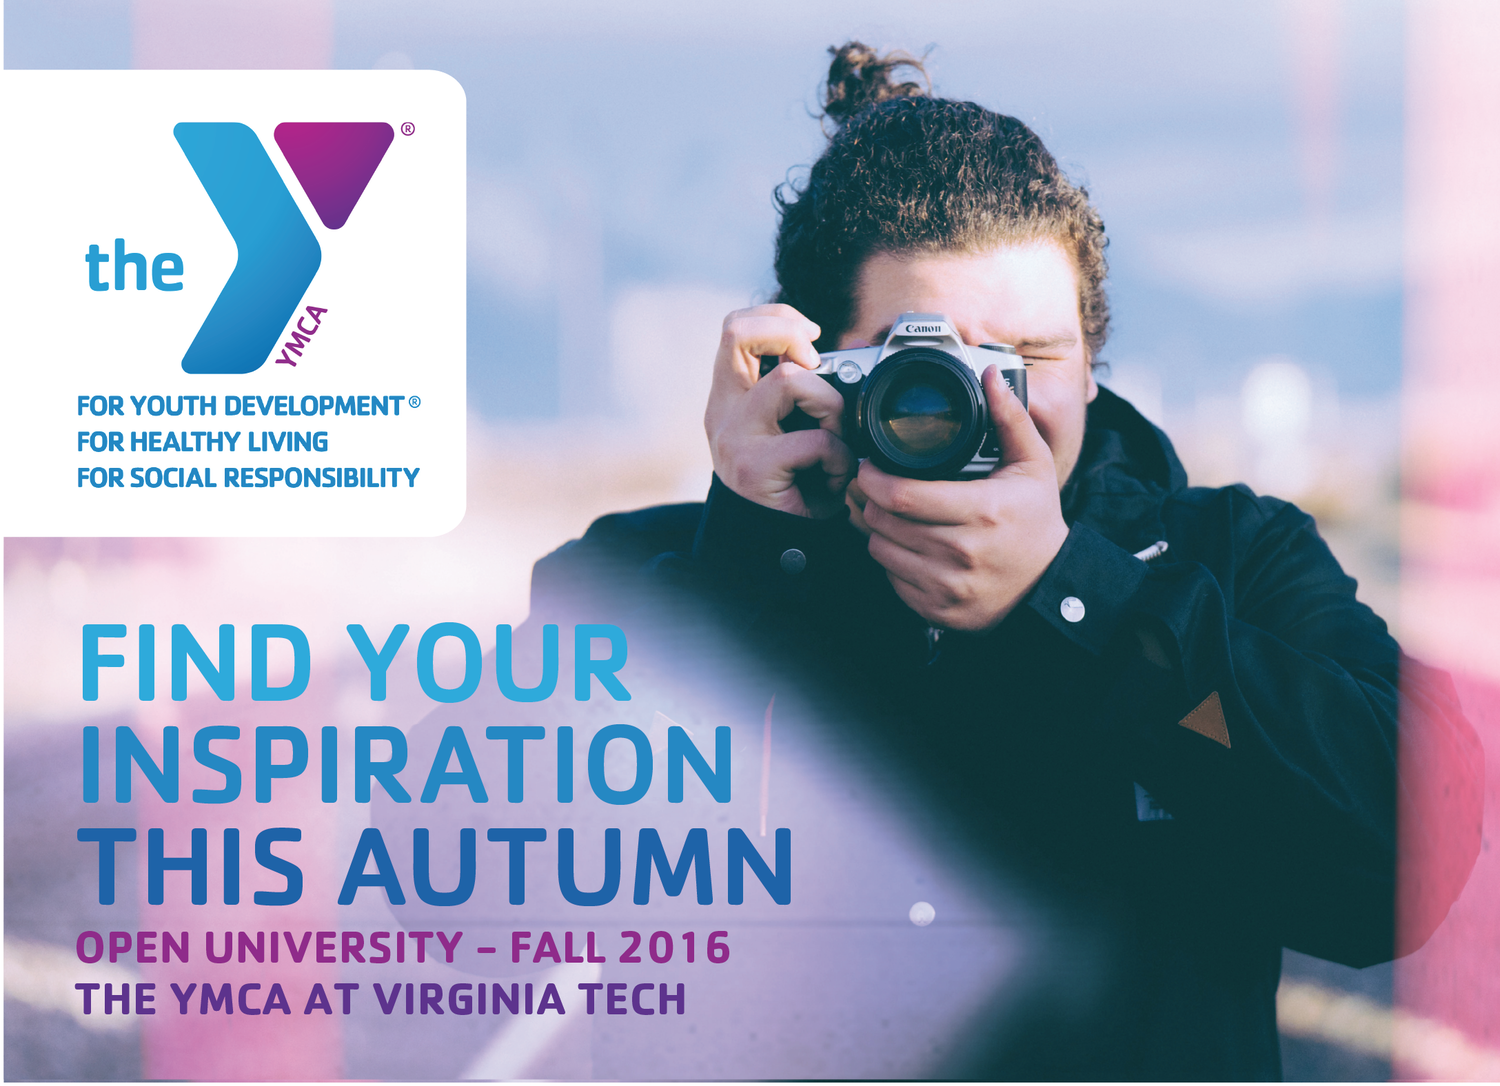 the
YMCA
®
FOR YOUTH DEVELOPMENT®
FOR HEALTHY LIVING
FOR SOCIAL RESPONSIBILITY
Canon
FIND YOUR
INSPIRATION
THIS AUTUMN
OPEN UNIVERSITY – FALL 2016
THE YMCA AT VIRGINIA TECH